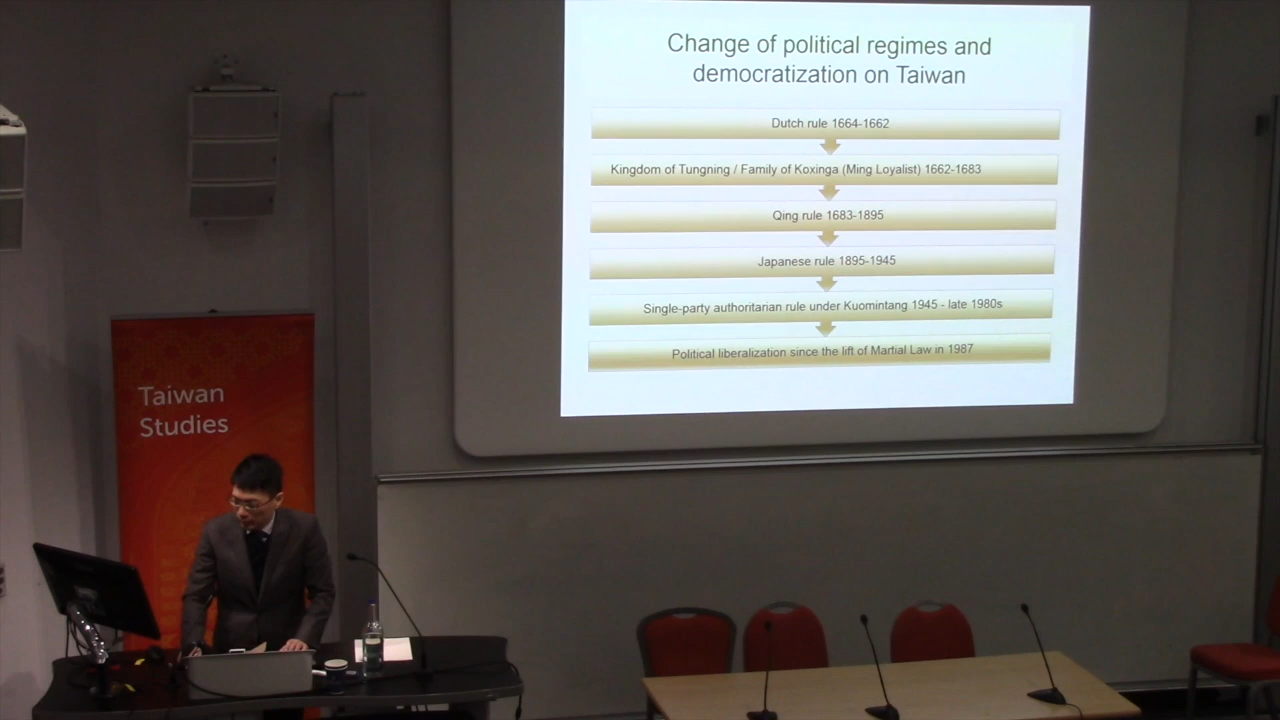 Change of political regimes and
democratization on Taiwan
Dutch rule 1664-1662
Kingdom of Tungning / Family of Koxinga (Ming Loyalist) 1662-1683
Qing rule 1683-1895
Japanese rule 1895-1945
Single-party authoritarian rule under Kuomintang 1945 - late 1980s
Political liberalization since the lift of Martial Law in 1987
Taiwan
Studies